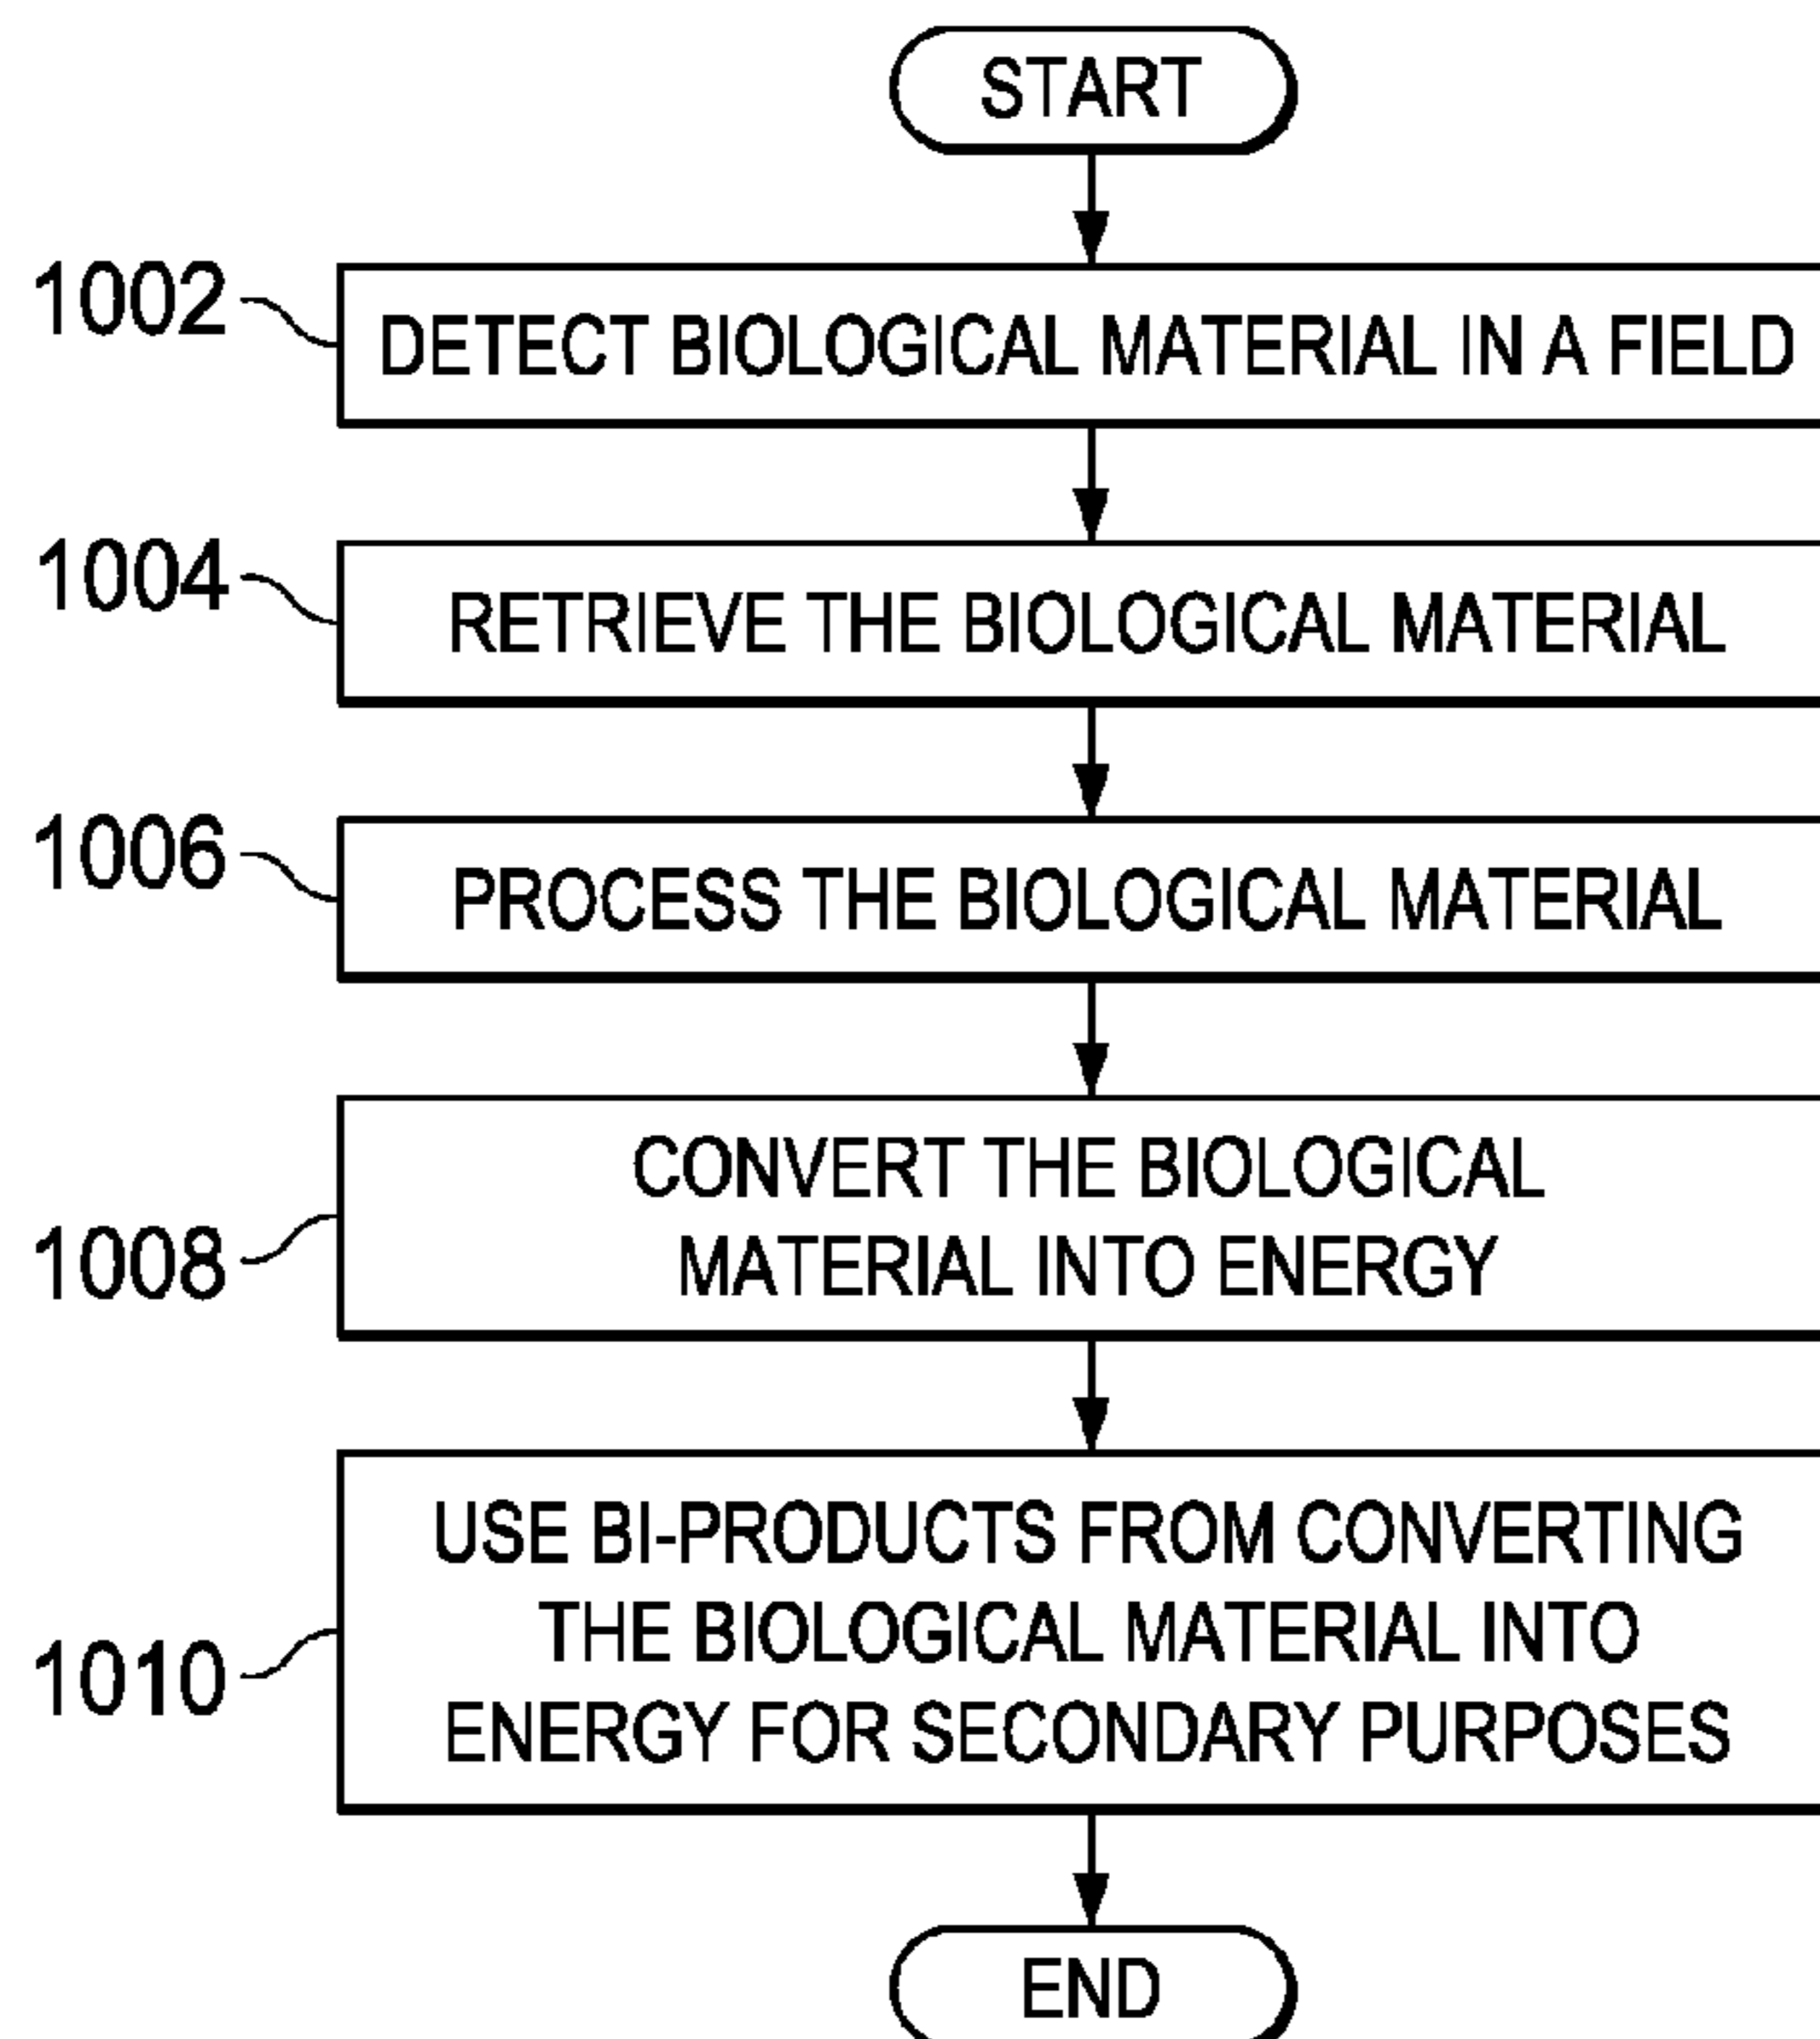 START
1002
DETECT BIOLOGICAL MATERIAL IN A FIELD
1004
RETRIEVE THE BIOLOGICAL MATERIAL
1006
PROCESS THE BIOLOGICAL MATERIAL
1008
CONVERT THE BIOLOGICAL
MATERIAL INTO ENERGY
1010
USE BI-PRODUCTS FROM CONVERTING
THE BIOLOGICAL MATERIAL INTO
ENERGY FOR SECONDARY PURPOSES
END